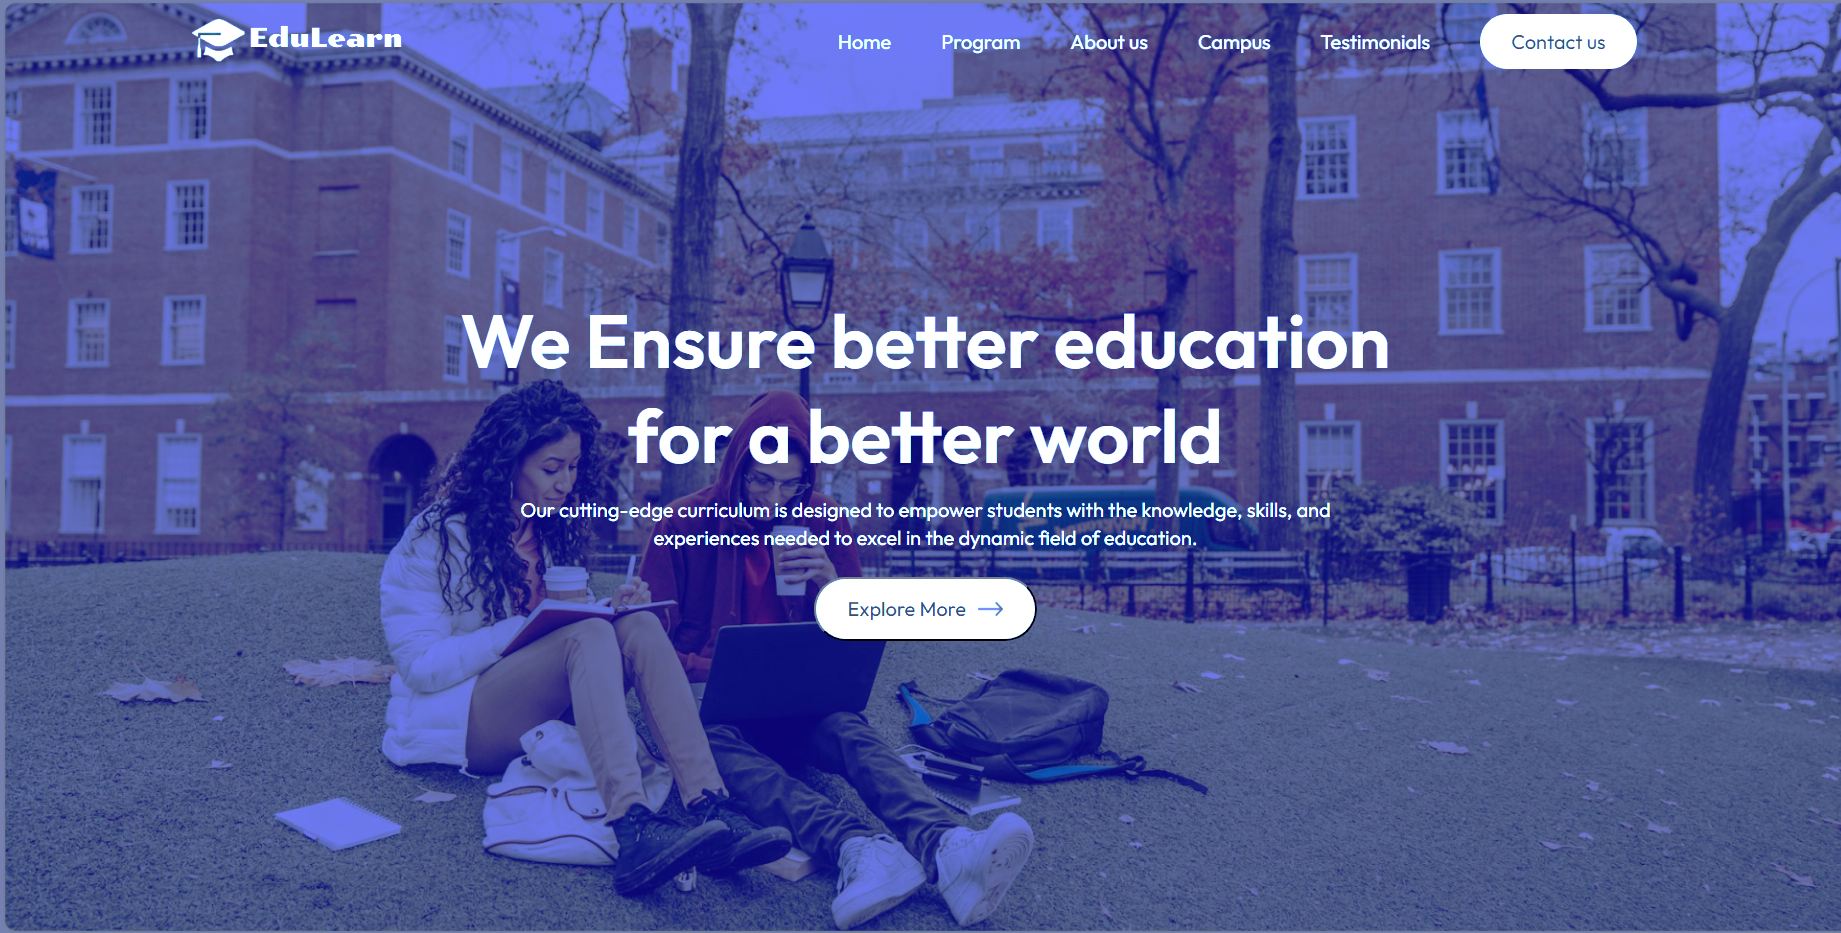 EduLearn
Home Program About us Campus Testimonials Contact us
We Ensure better education
for a better world
Our cutting-edge curriculum is designed to empower students with the knowledge, skills, and
experiences needed to excel in the dynamic field of education.
Explore More